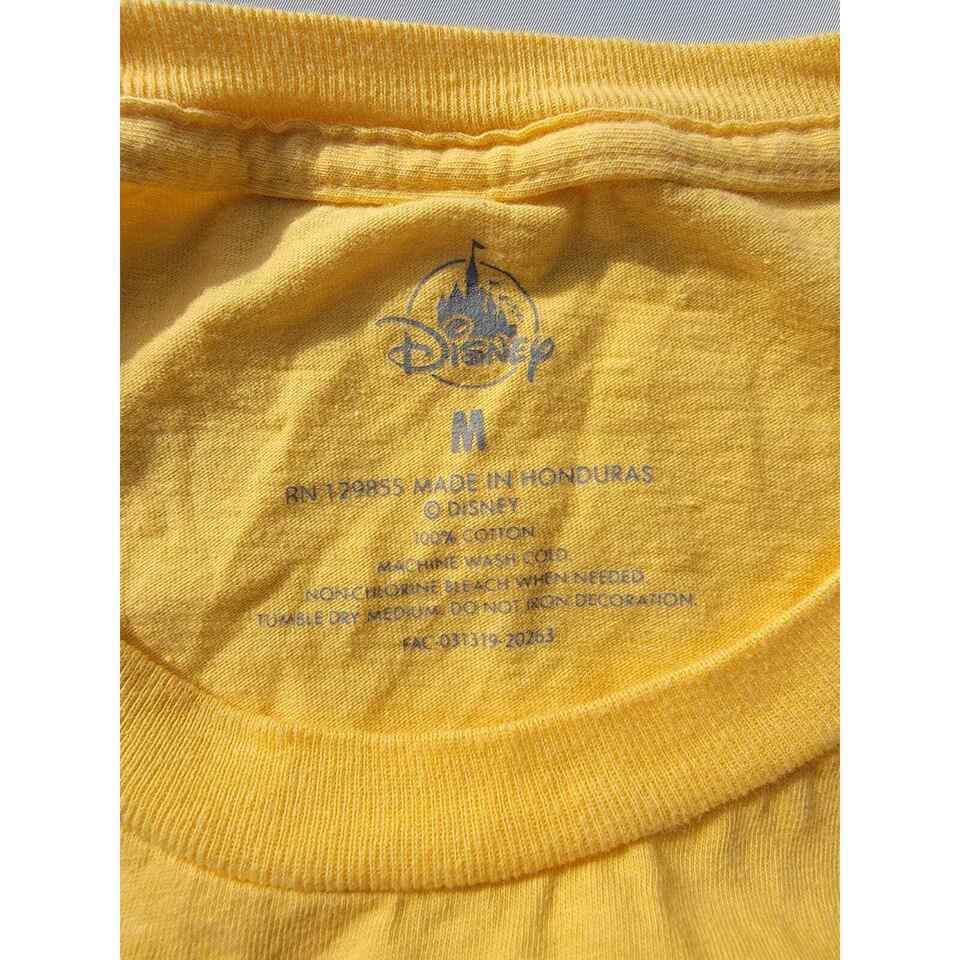 Disney
M
RN 129855 MADE IN HONDURAS
© DISNEY
100% COTTON
MACHINE WASH COLD.
NON-CHLORINE BLEACH WHEN NEEDED.
TUMBLE DRY MEDIUM. DO NOT IRON DECORATION.
FAC-031319-20263